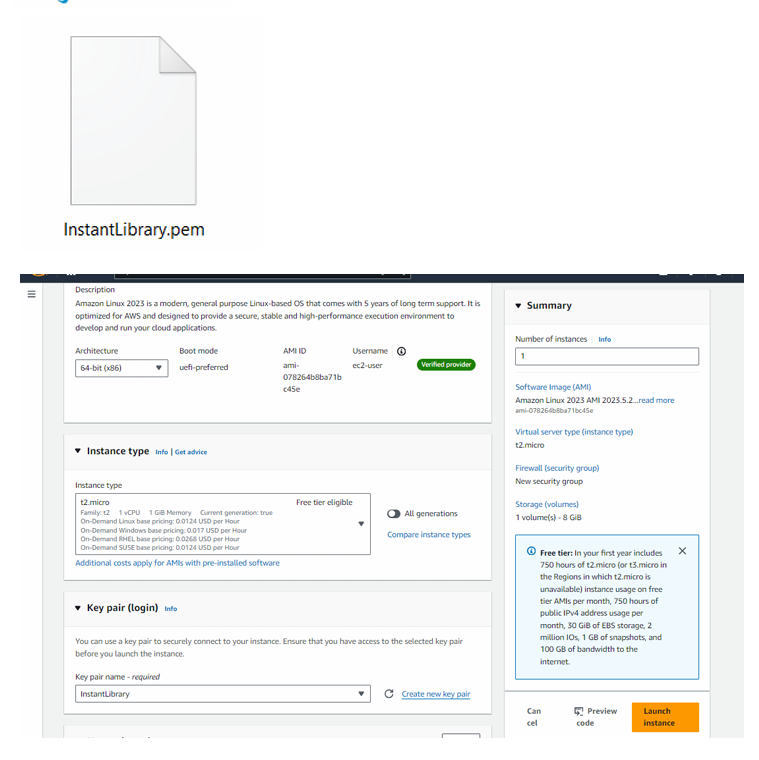 InstantLibrary.pem
Description
Amazon Linux 2023 is a modern, general purpose Linux-based OS that comes with 5 years of long term support. It is
optimized for AWS and designed to provide a secure, stable and high-performance execution environment to
develop and run your cloud applications.
Architecture
Boot mode
AMI ID
Username
64-bit (x86)
uefi-preferred
ami-
078264b8ba71b
c45e
ec2-user
Verified provider
Instance type
Info | Get advice
Instance type
t2.micro
Free tier eligible
Family: t2 1 vCPU 1 GiB Memory Current generation: true
On-Demand Linux base pricing: 0.0124 USD per Hour
On-Demand Windows base pricing: 0.017 USD per Hour
On-Demand RHEL base pricing: 0.0268 USD per Hour
On-Demand SUSE base pricing: 0.0124 USD per Hour
All generations
Compare instance types
Additional costs apply for AMIs with pre-installed software
Key pair (login)
Info
You can use a key pair to securely connect to your instance. Ensure that you have access to the selected key pair
before you launch the instance.
Key pair name - required
InstantLibrary
Create new key pair
Summary
Number of instances
Info
1
Software Image (AMI)
Amazon Linux 2023 AMI 2023.5.2...read more
ami-078264b8ba71bc45e
Virtual server type (instance type)
t2.micro
Firewall (security group)
New security group
Storage (volumes)
1 volume(s) - 8 GiB
Free tier: In your first year includes
750 hours of t2.micro (or t3.micro in
the Regions in which t2.micro is
unavailable) instance usage on free
tier AMIs per month, 750 hours of
public IPv4 address usage per
month, 30 GiB of EBS storage, 2
million IOs, 1 GB of snapshots, and
100 GB of bandwidth to the
internet.
Can
cel
Preview
code
Launch
instance